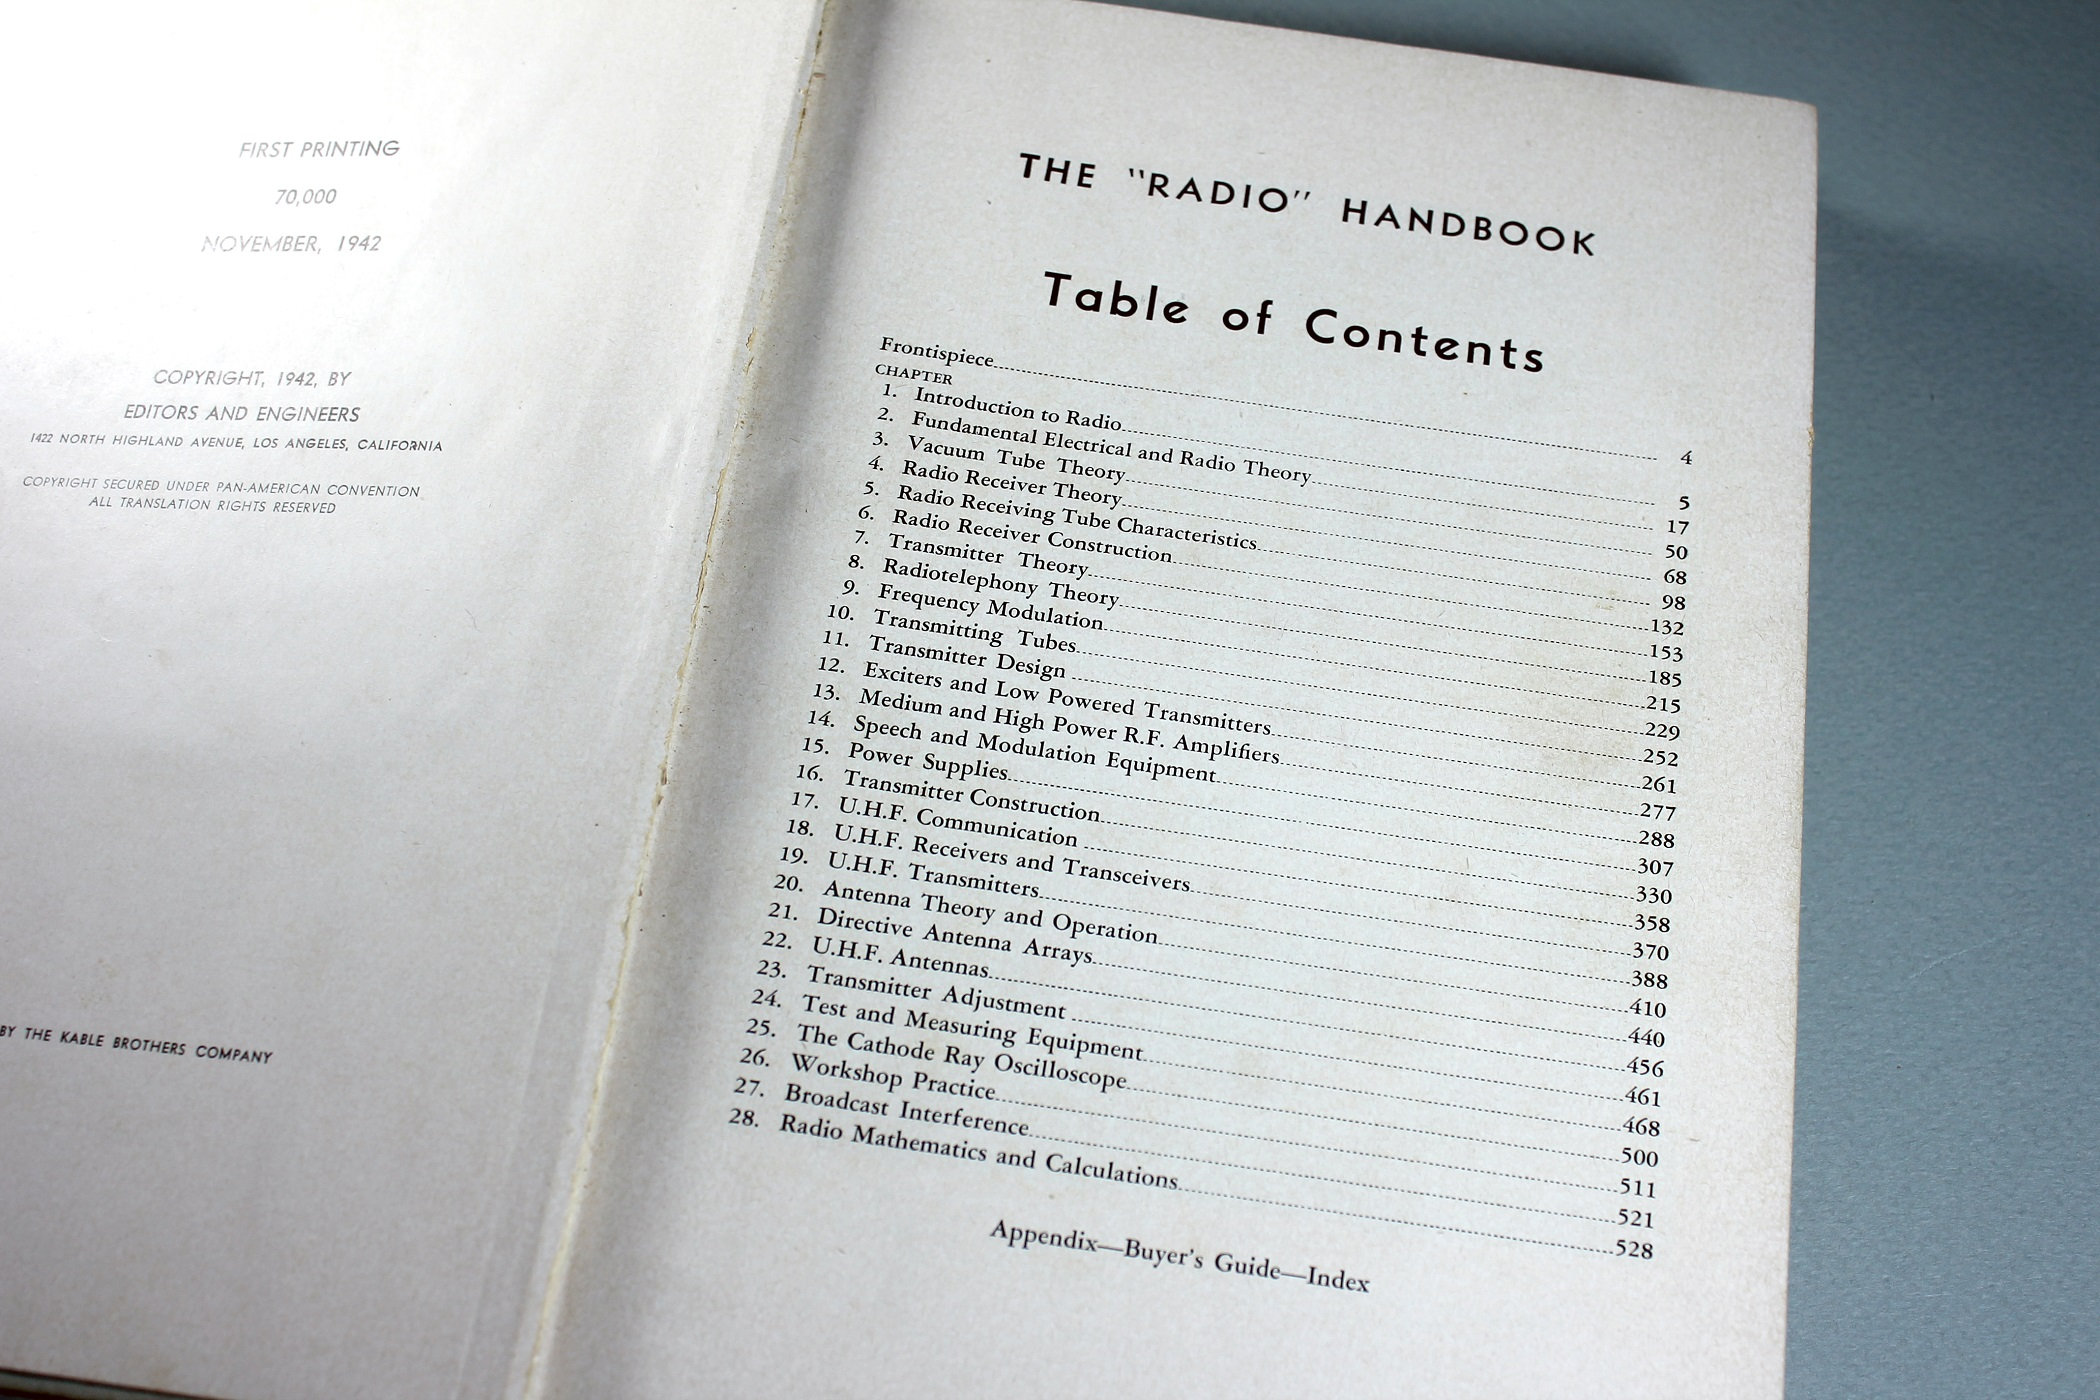 FIRST PRINTING
70,000
NOVEMBER, 1942
COPYRIGHT, 1942, BY
EDITORS AND ENGINEERS
1422 NORTH HIGHLAND AVENUE, LOS ANGELES, CALIFORNIA
COPYRIGHT SECURED UNDER PAN-AMERICAN CONVENTION
ALL TRANSLATION RIGHTS RESERVED
BY THE KABLE BROTHERS COMPANY
THE "RADIO" HANDBOOK
Table of Contents
Frontispiece 4
CHAPTER
1. Introduction to Radio 5
2. Fundamental Electrical and Radio Theory 17
3. Vacuum Tube Theory 50
4. Radio Receiver Theory 68
5. Radio Receiving Tube Characteristics 98
6. Radio Receiver Construction 132
7. Transmitter Theory 153
8. Radiotelephony Theory 185
9. Frequency Modulation 215
10. Transmitting Tubes 229
11. Transmitter Design 252
12. Exciters and Low Powered Transmitters 261
13. Medium and High Power R.F. Amplifiers 277
14. Speech and Modulation Equipment 288
15. Power Supplies 307
16. Transmitter Construction 330
17. U.H.F. Communication 358
18. U.H.F. Receivers and Transceivers 370
19. U.H.F. Transmitters 388
20. Antenna Theory and Operation 410
21. Directive Antenna Arrays 440
22. U.H.F. Antennas 456
23. Transmitter Adjustment 461
24. Test and Measuring Equipment 468
25. The Cathode Ray Oscilloscope 500
26. Workshop Practice 511
27. Broadcast Interference 521
28. Radio Mathematics and Calculations 528
Appendix—Buyer's Guide—Index